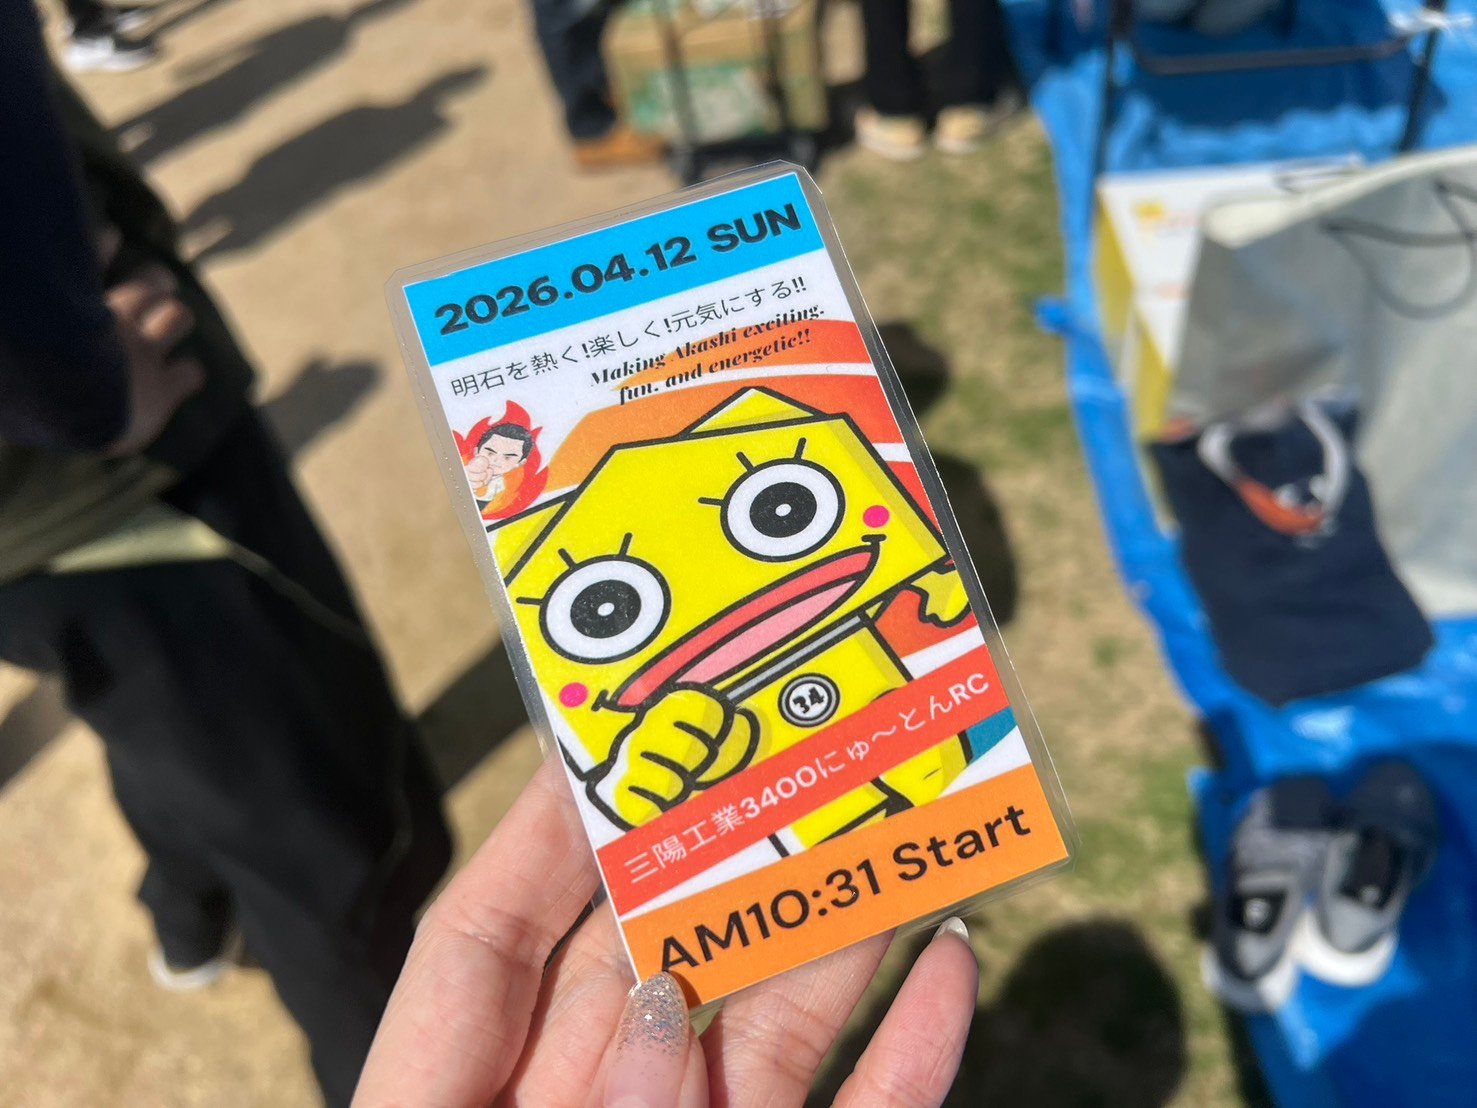 2026.04.12 SUN
明石を熱く!楽しく!元気にする!!
Making Akashi exciting,
fun, and energetic!!
34
三陽工業3400にゅ〜とんRC
AM10:31 Start